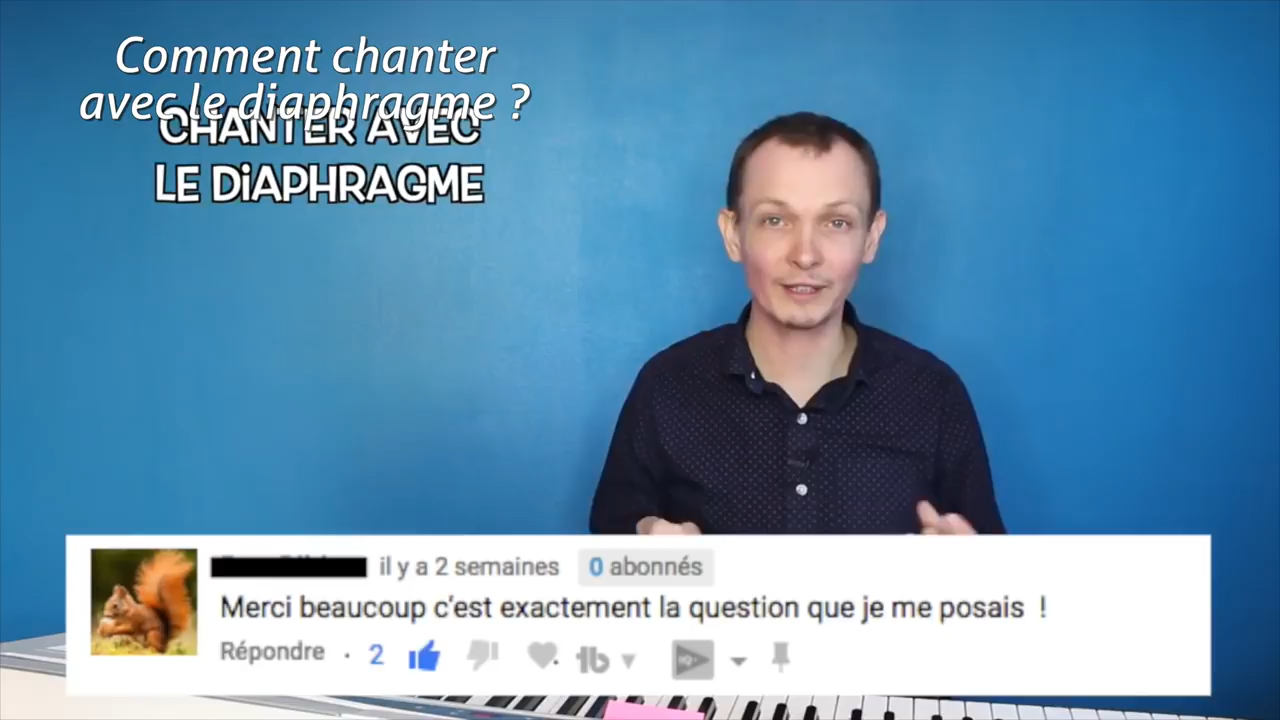 Comment chanter
avec le diaphragme ?
CHANTER AVEC
LE DiAPHRAGME
il y a 2 semaines 0 abonnés
Merci beaucoup c'est exactement la question que je me posais !
Répondre . 2